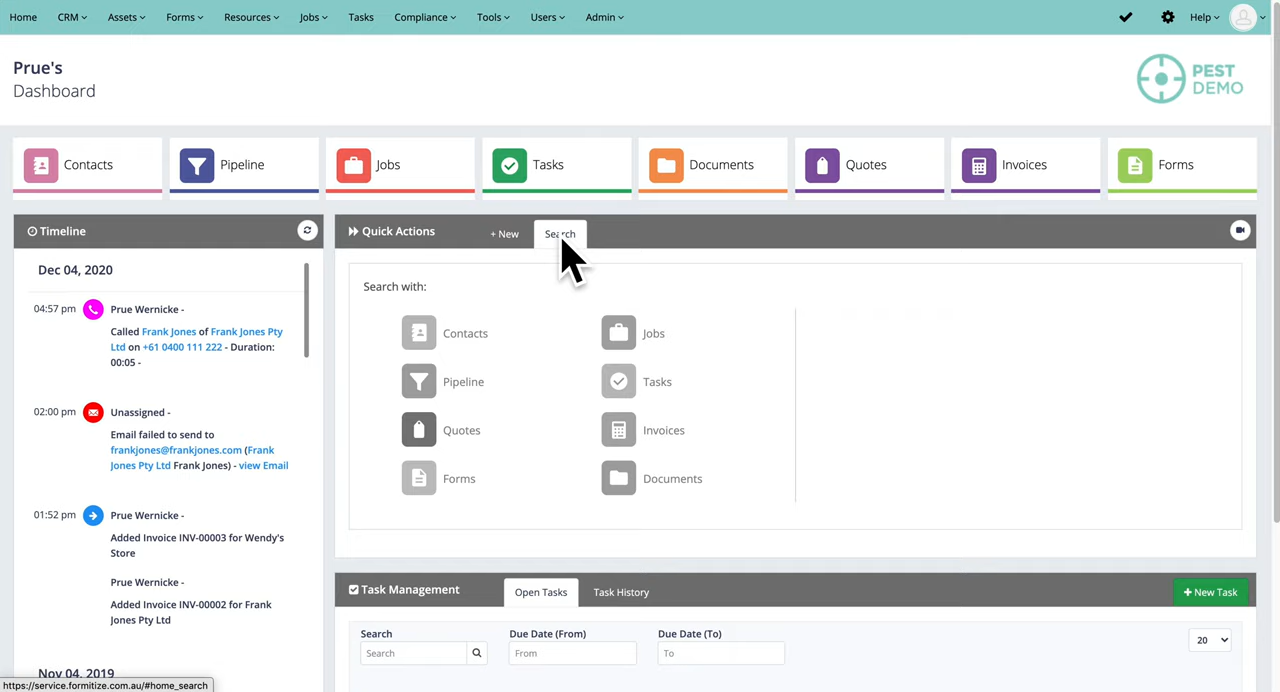 Home CRM Assets Forms Resources Jobs Tasks Compliance Tools Users Admin Help
Prue's
Dashboard
PEST
DEMO
Contacts Pipeline Jobs Tasks Documents Quotes Invoices Forms
Timeline
Dec 04, 2020
04:57 pm Prue Wernicke -
Called Frank Jones of Frank Jones Pty
Ltd on +61 0400 111 222 - Duration:
00:05 -
02:00 pm Unassigned -
Email failed to send to
frankjones@frankjones.com (Frank
Jones Pty Ltd Frank Jones) - view Email
01:52 pm Prue Wernicke -
Added Invoice INV-00003 for Wendy's
Store
Prue Wernicke -
Added Invoice INV-00002 for Frank
Jones Pty Ltd
Nov 04, 2019
https://service.formitize.com.au/#home_search
Quick Actions + New Search
Search with:
Contacts Jobs
Pipeline Tasks
Quotes Invoices
Forms Documents
Task Management Open Tasks Task History + New Task
Search Due Date (From) Due Date (To)
Search From To 20